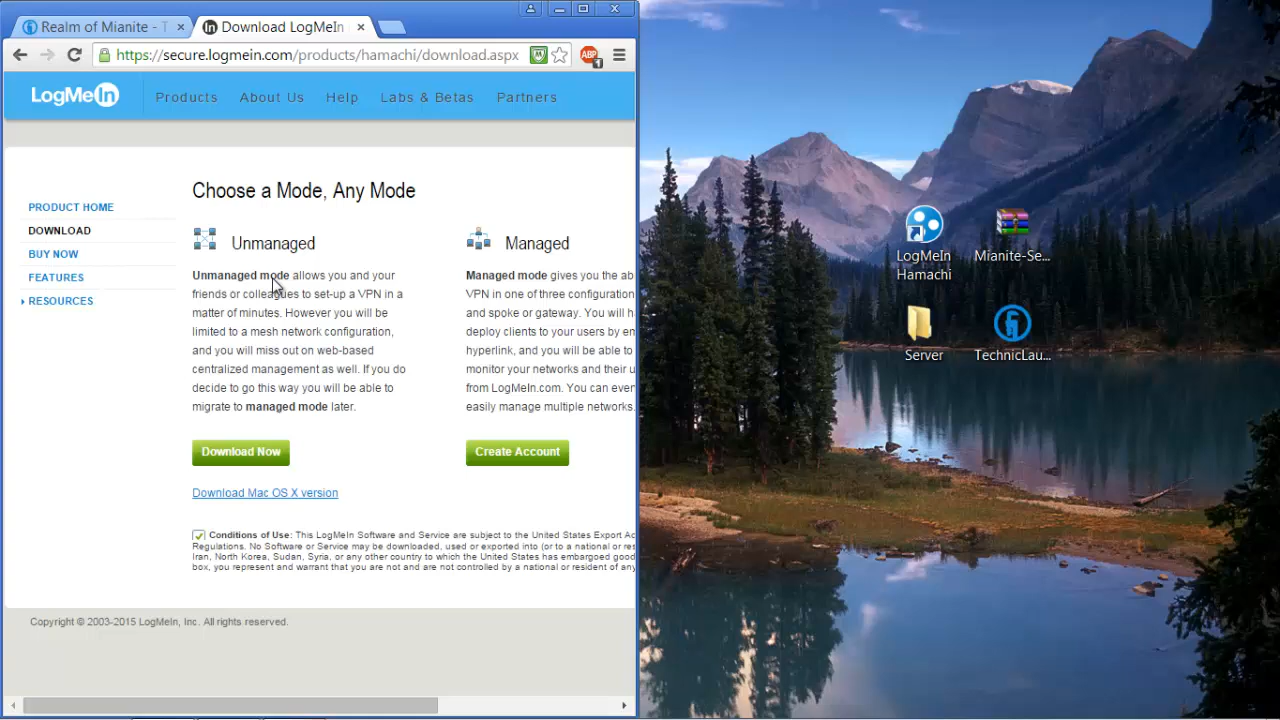 Realm of Mianite - T
Download LogMeIn
https://secure.logmein.com/products/hamachi/download.aspx
ABP
1
LogMeIn
Products
About Us
Help
Labs & Betas
Partners
PRODUCT HOME
DOWNLOAD
BUY NOW
FEATURES
RESOURCES
Choose a Mode, Any Mode
Unmanaged
Unmanaged mode allows you and your
friends or colleagues to set-up a VPN in a
matter of minutes. However you will be
limited to a mesh network configuration,
and you will miss out on web-based
centralized management as well. If you do
decide to go this way you will be able to
migrate to managed mode later.
Download Now
Download Mac OS X version
Managed
Managed mode gives you the ab
VPN in one of three configuration
and spoke or gateway. You will h
deploy clients to your users by em
hyperlink, and you will be able to
monitor your networks and their u
from LogMeIn.com. You can even
easily manage multiple networks.
Create Account
Conditions of Use: This LogMeIn Software and Service are subject to the United States Export Ac
Regulations. No Software or Service may be downloaded, used or exported into (or to a national or res
Iran, North Korea, Sudan, Syria, or any other country to which the United States has embargoed good
box, you represent and warrant that you are not and are not controlled by a national or resident of any
Copyright © 2003-2015 LogMeIn, Inc. All rights reserved.
LogMeIn
Hamachi
Mianite-Se...
Server
TechnicLau...